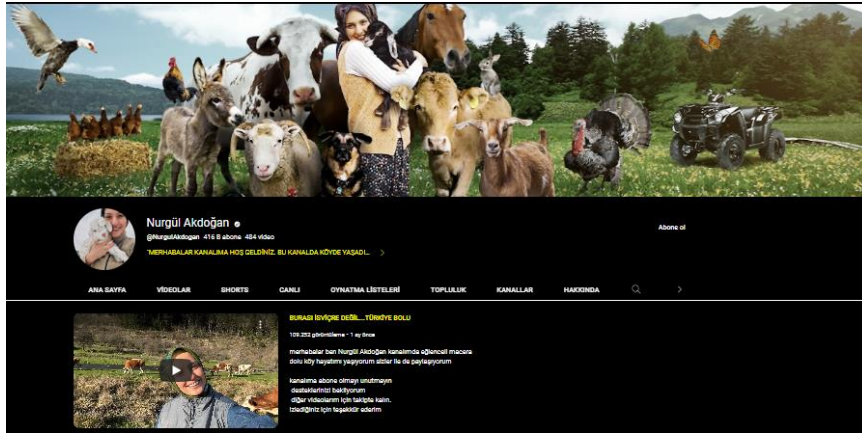 Nurgül Akdoğan
@NurgulAkdogan 416 B abone 484 video
"MERHABALAR KANALIMA HOŞ GELDİNİZ. BU KANALDA KÖYDE YAŞADI...
Abone ol
ANA SAYFA VİDEOLAR SHORTS CANLI OYNATMA LİSTELERİ TOPLULUK KANALLAR HAKKINDA
BURASI İSVİÇRE DEĞİL....TÜRKİYE BOLU
109.252 görüntüleme • 1 ay önce
merhabalar ben Nurgül Akdoğan kanalımda eğlenceli macera
dolu köy hayatımı yaşıyorum sizler ile de paylaşıyorum
kanalıma abone olmayı unutmayın
desteklerinizi bekliyorum
diğer videolarım için takipte kalın.
izlediğiniz için teşekkür ederim